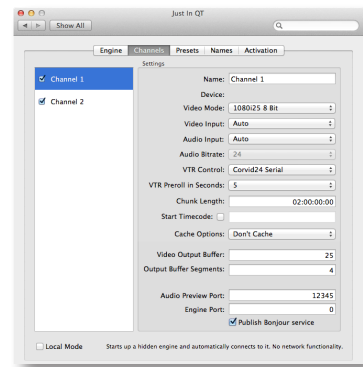 Just In QT
Show All
Engine Channels Presets Names Activation
Settings
Channel 1
Channel 2
Name: Channel 1
Device:
Video Mode: 1080i25 8 Bit
Video Input: Auto
Audio Input: Auto
Audio Bitrate: 24
VTR Control: Corvid24 Serial
VTR Preroll in Seconds: 5
Chunk Length: 02:00:00:00
Start Timecode:
Cache Options: Don't Cache
Video Output Buffer: 25
Output Buffer Segments: 4
Audio Preview Port: 12345
Engine Port: 0
Publish Bonjour service
Local Mode Starts up a hidden engine and automatically connects to it. No network functionality.